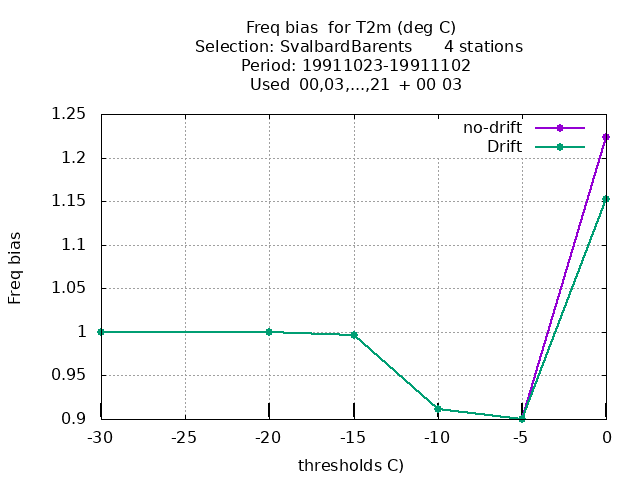 Freq bias  for T2m (deg C)
Selection: SvalbardBarents      4 stations
Period: 19911023-19911102
Used  00,03,...,21  + 00 03
no-drift
Drift
1.25
1.2
1.15
1.1
1.05
1
0.95
0.9
Freq bias
-30 -25 -20 -15 -10 -5 0
thresholds C)